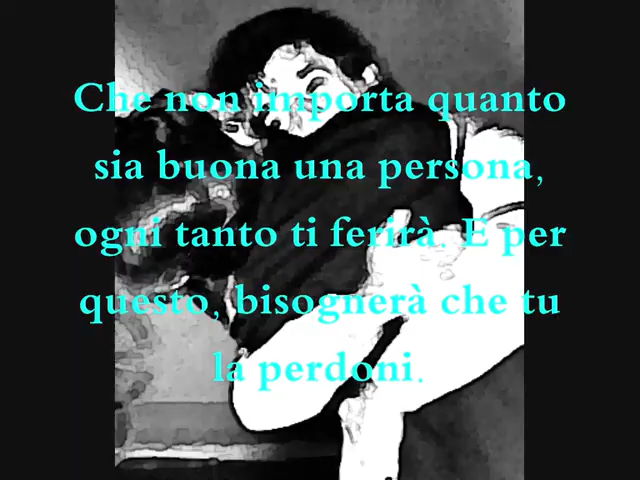 Che non importa quanto
sia buona una persona,
ogni tanto ti ferirà. E per
questo, bisognerà che tu
la perdoni.